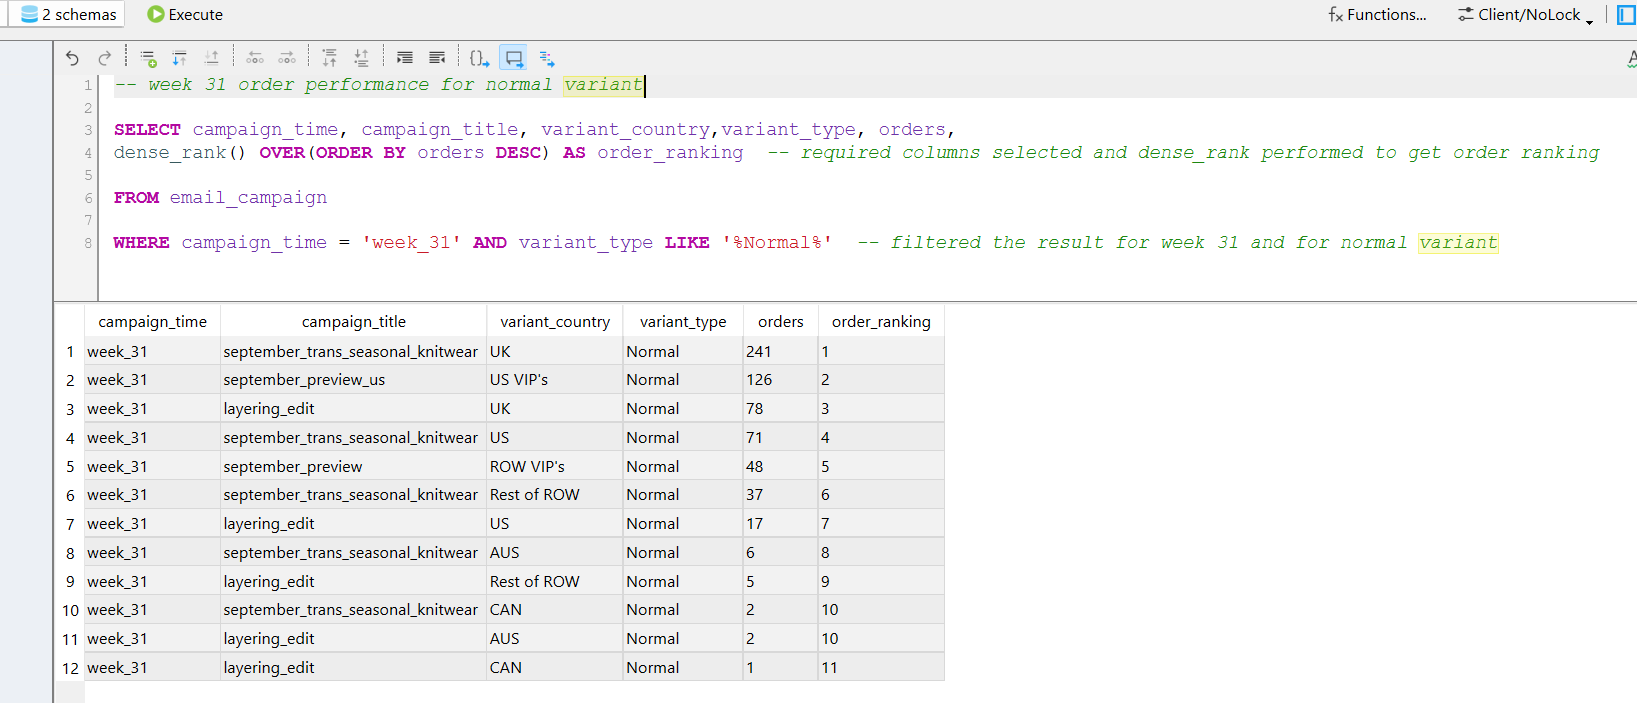 2 schemas Execute fx Functions... Client/NoLock
1 -- week 31 order performance for normal variant
2
3 SELECT campaign_time, campaign_title, variant_country,variant_type, orders,
4 dense_rank() OVER(ORDER BY orders DESC) AS order_ranking -- required columns selected and dense_rank performed to get order ranking
5
6 FROM email_campaign
7
8 WHERE campaign_time = 'week_31' AND variant_type LIKE '%Normal%' -- filtered the result for week 31 and for normal variant
campaign_time campaign_title variant_country variant_type orders order_ranking
1 week_31 september_trans_seasonal_knitwear UK Normal 241 1
2 week_31 september_preview_us US VIP's Normal 126 2
3 week_31 layering_edit UK Normal 78 3
4 week_31 september_trans_seasonal_knitwear US Normal 71 4
5 week_31 september_preview ROW VIP's Normal 48 5
6 week_31 september_trans_seasonal_knitwear Rest of ROW Normal 37 6
7 week_31 layering_edit US Normal 17 7
8 week_31 september_trans_seasonal_knitwear AUS Normal 6 8
9 week_31 layering_edit Rest of ROW Normal 5 9
10 week_31 september_trans_seasonal_knitwear CAN Normal 2 10
11 week_31 layering_edit AUS Normal 2 10
12 week_31 layering_edit CAN Normal 1 11